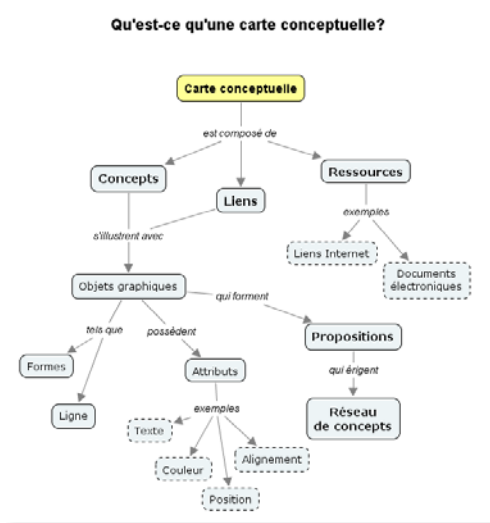 Qu'est-ce qu'une carte conceptuelle?
Carte conceptuelle
est composé de
Concepts
Liens
Ressources
s'illustrent avec
exemples
Liens Internet
Documents
électroniques
Objets graphiques
qui forment
tels que
possèdent
Propositions
Formes
Attributs
qui érigent
Ligne
exemples
Réseau
de concepts
Texte
Couleur
Alignement
Position